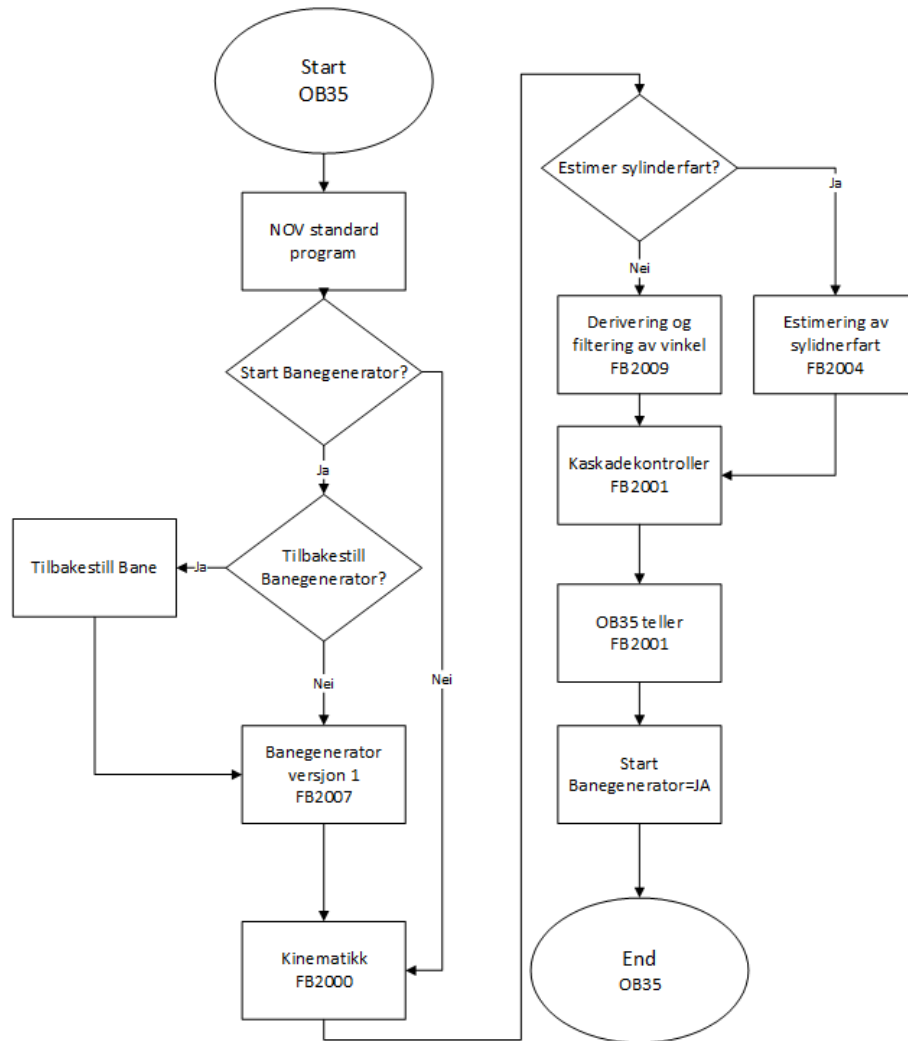 Start
OB35
NOV standard
program
Start Banegenerator?
Ja
Tilbakestill
Banegenerator?
Ja
Tilbakestill Bane
Nei
Nei
Banegenerator
versjon 1
FB2007
Kinematikk
FB2000
Estimer sylinderfart?
Ja
Nei
Derivering og
filtering av vinkel
FB2009
Estimering av
sylidnerfart
FB2004
Kaskadekontroller
FB2001
OB35 teller
FB2001
Start
Banegenerator=JA
End
OB35